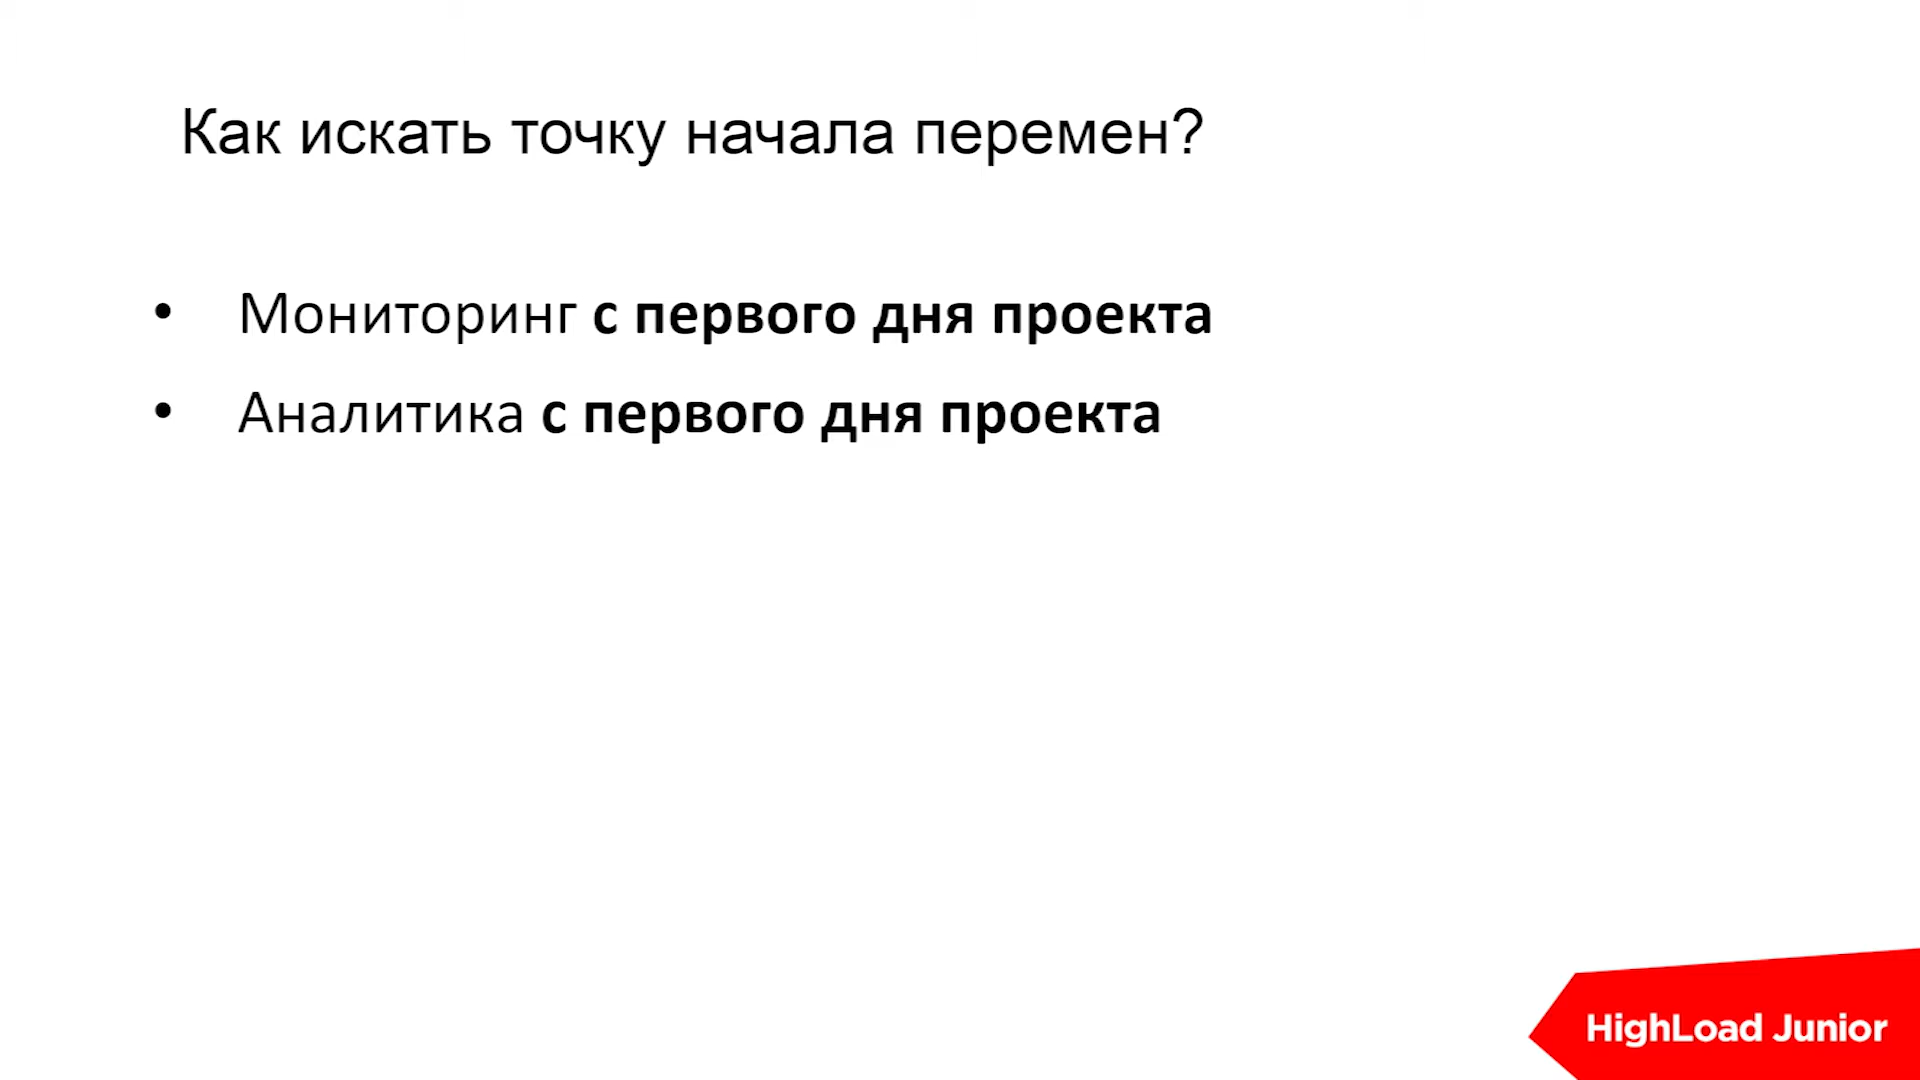 Как искать точку начала перемен?
• Мониторинг с первого дня проекта
• Аналитика с первого дня проекта
HighLoad Junior